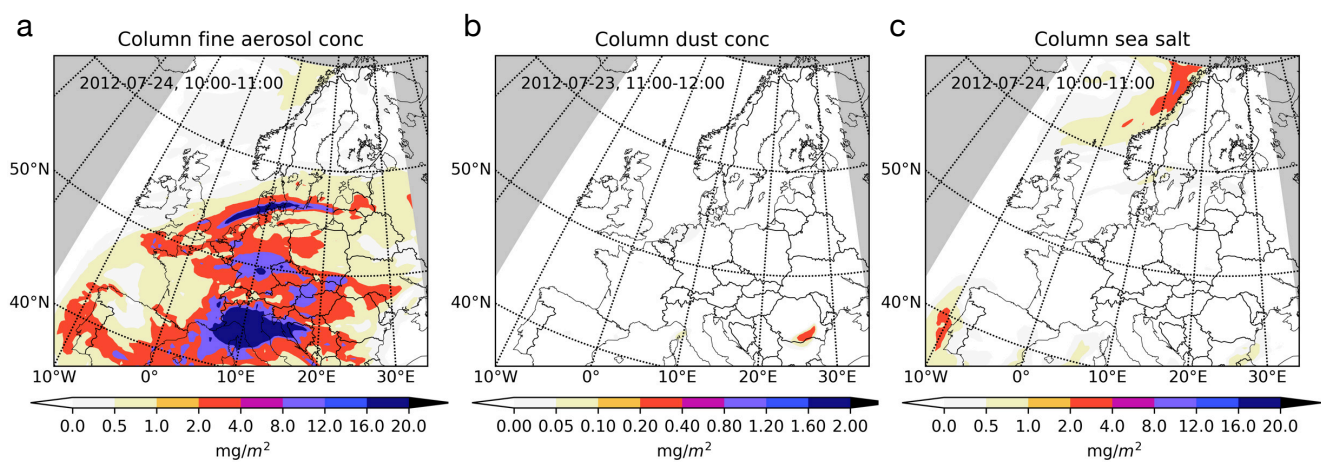 a
Column fine aerosol conc
2012-07-24, 10:00-11:00
50°N
40°N
10°W 0° 10°E 20°E 30°E
0.0 0.5 1.0 2.0 4.0 8.0 12.0 16.0 20.0
mg/m²
b
Column dust conc
2012-07-23, 11:00-12:00
50°N
40°N
10°W 0° 10°E 20°E 30°E
0.00 0.05 0.10 0.20 0.40 0.80 1.20 1.60 2.00
mg/m²
c
Column sea salt
2012-07-24, 10:00-11:00
50°N
40°N
10°W 0° 10°E 20°E 30°E
0.0 0.5 1.0 2.0 4.0 8.0 12.0 16.0 20.0
mg/m²